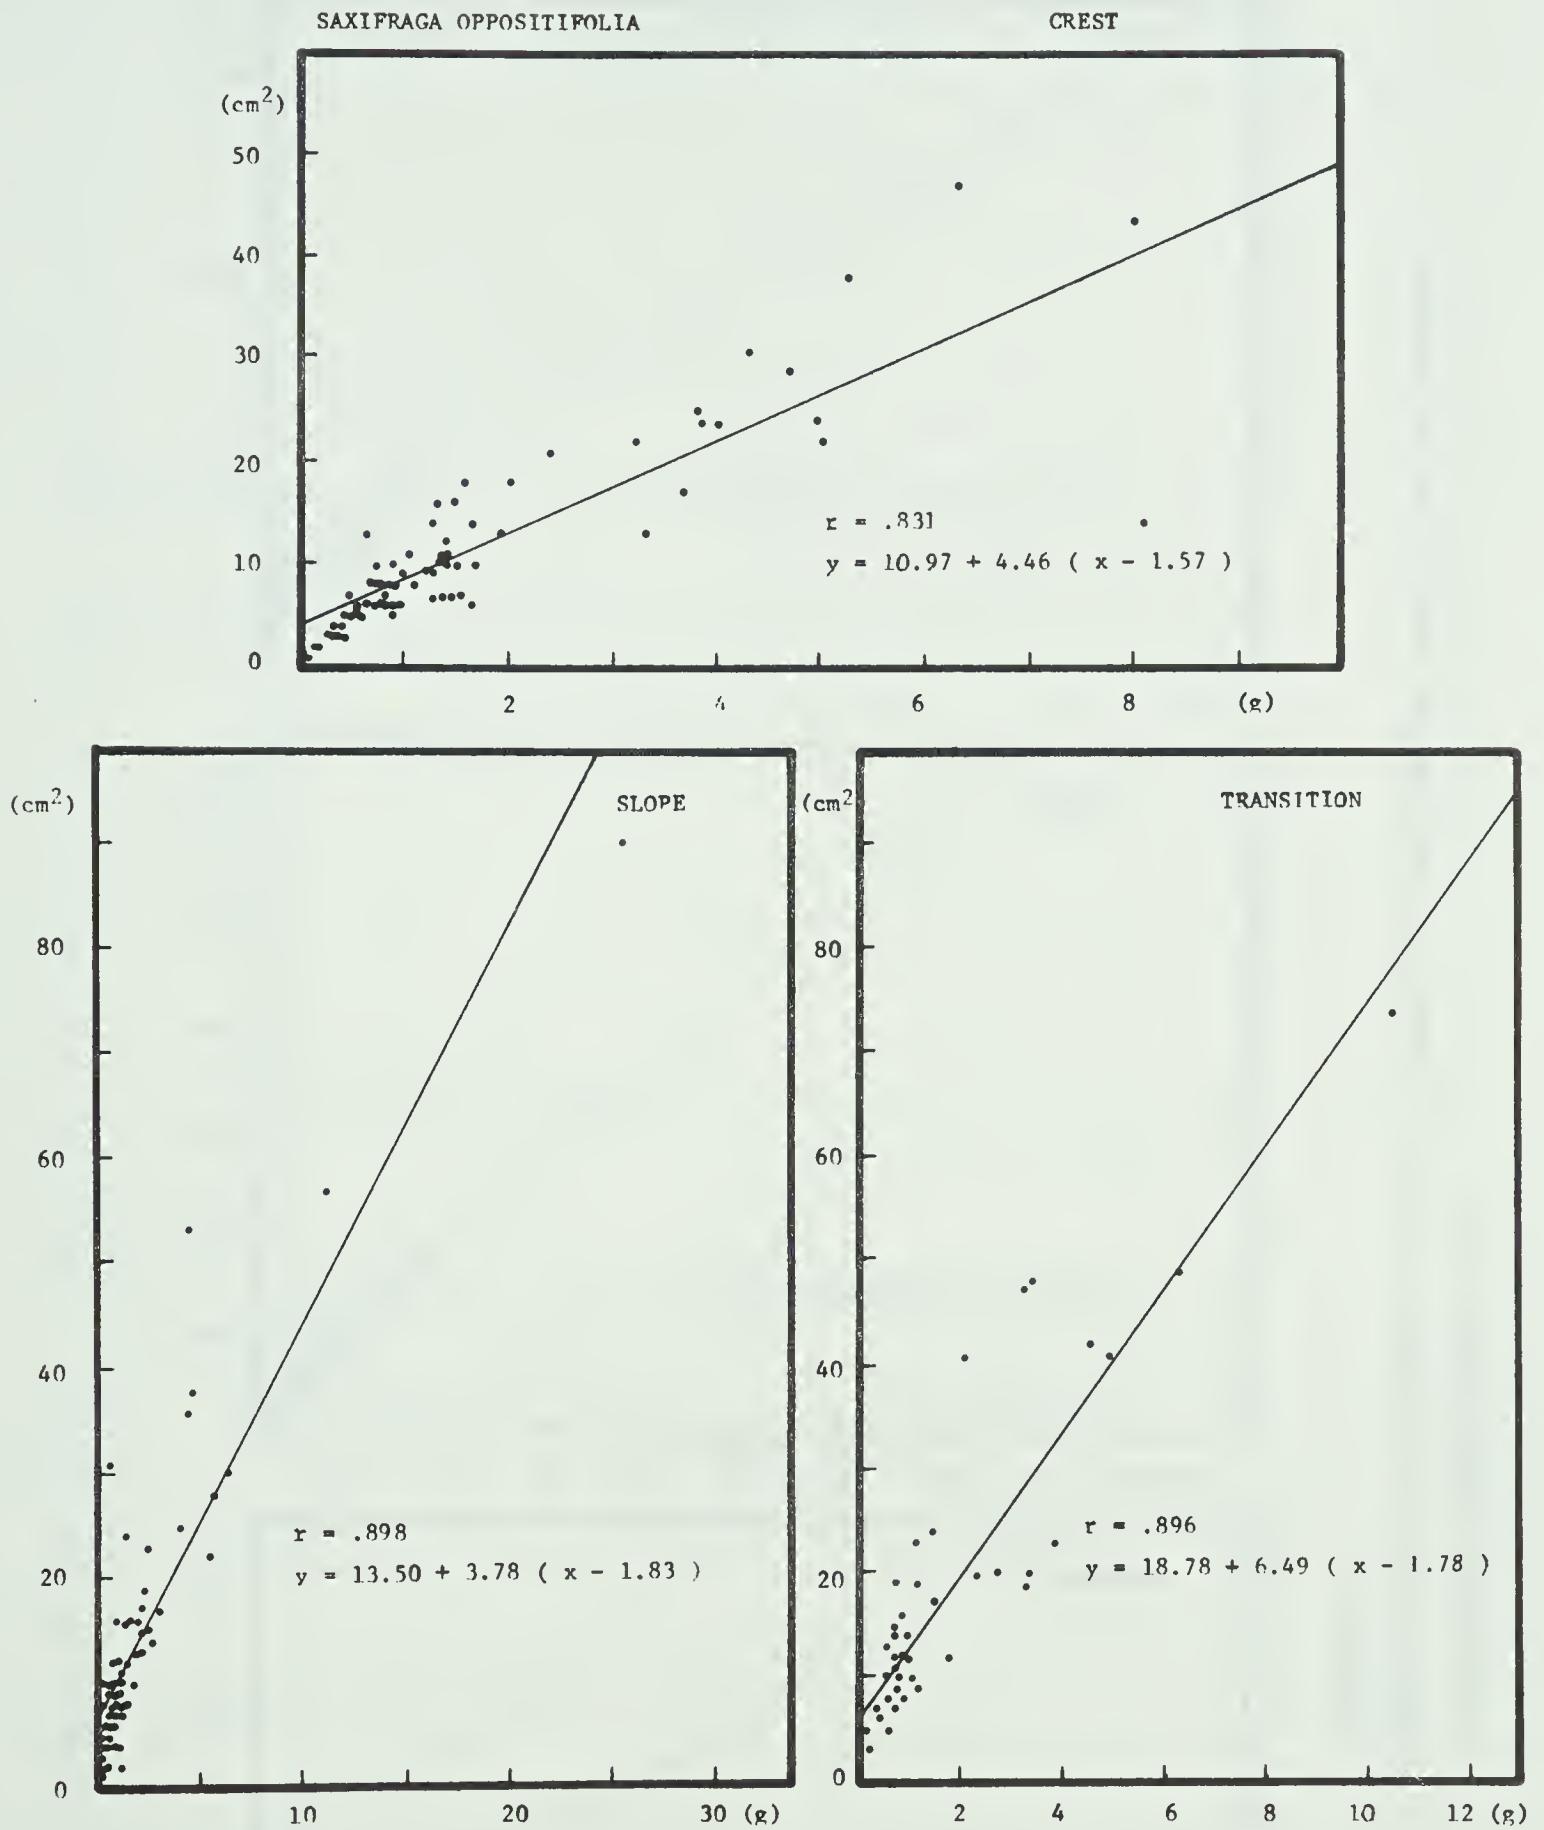 SAXIFRAGA OPPOSITIFOLIA CREST
(cm²)
50
40
30
20
10
0
r = .831
y = 10.97 + 4.46 ( x - 1.57 )
2 4 6 8 (g)
(cm²) SLOPE
80
60
40
20
0
r = .898
y = 13.50 + 3.78 ( x - 1.83 )
10 20 30 (g)
(cm² TRANSITION
80
60
40
20
0
r = .896
y = 18.78 + 6.49 ( x - 1.78 )
2 4 6 8 10 12 (g)